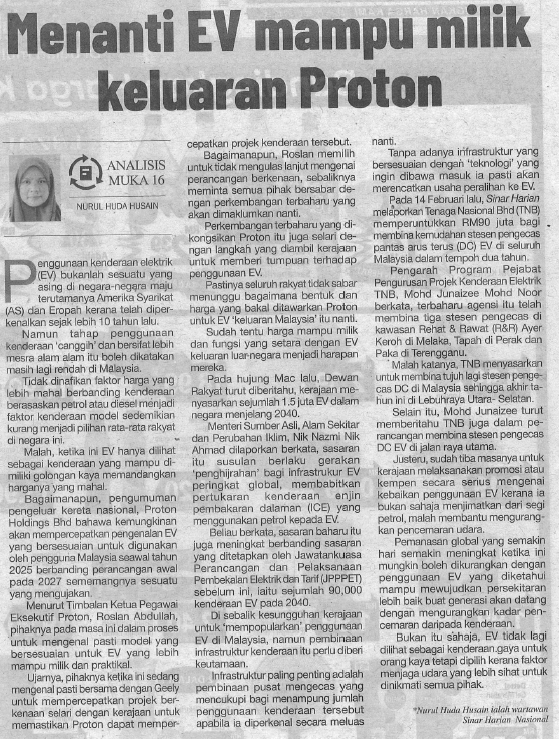 Menanti EV mampu milik
keluaran Proton
ANALISIS
MUKA 16
NURUL HUDA HUSAIN
Penggunaan kenderaan elektrik
(EV) bukanlah sesuatu yang
asing di negara-negara maju
terutamanya Amerika Syarikat
(AS) dan Eropah kerana telah diper-
kenalkan sejak lebih 10 tahun lalu.
Namun tahap penggunaan
kenderaan 'canggih' dan bersifat lebih
mesra alam alam itu boleh dikatakan
masih lagi rendah di Malaysia.
Tidak dinafikan faktor harga yang
lebih mahal berbanding kenderaan
berasaskan petrol atau diesel menjadi
faktor kenderaan model sedemikian
kurang menjadi pilihan rata-rata rakyat
di negara ini.
Malah, ketika ini EV hanya dilihat
sebagai kenderaan yang mampu di-
miliki golongan kaya memandangkan
harganya yang mahal.
Bagaimanapun, pengumuman
pengeluar kereta nasional, Proton
Holdings Bhd bahawa kemungkinan
akan mempercepatkan pengenalan EV
yang bersesuaian untuk digunakan
oleh pengguna Malaysia seawal tahun
2025 berbanding perancangan awal
pada 2027 sememangnya sesuatu
yang mengujakan.
Menurut Timbalan Ketua Pegawai
Eksekutif Proton, Roslan Abdullah,
pihaknya pada masa ini dalam proses
untuk mengenal pasti model yang
bersesuaian untuk EV yang lebih
mampu milik dan praktikal.
Ujarnya, pihaknya ketika ini sedang
mengenal pasti bersama dengan Geely
untuk mempercepatkan projek ber-
kenaan selari dengan kerajaan untuk
memastikan Proton dapat memper-
cepatkan projek kenderaan tersebut.
Bagaimanapun, Roslan memilih
untuk tidak mengulas lanjut mengenai
perancangan berkenaan, sebaliknya
meminta semua pihak bersabar de-
ngan perkembangan terbaharu yang
akan dimaklumkan nanti.
Perkembangan terbaharu yang di-
kongsikan Proton itu juga selari dengan
dengan langkah yang diambil kerajaan
untuk memberi tumpuan terhadap
penggunaan EV.
Pastinya seluruh rakyat tidak sabar
menunggu bagaimana bentuk dan
harga yang bakal ditawarkan Proton
untuk EV 'keluaran Malaysia' itu nanti.
Sudah tentu harga mampu milik
dan fungsi yang setara dengan EV
keluaran luar negara menjadi harapan
mereka.
Pada hujung Mac lalu, Dewan
Rakyat turut diberitahu, kerajaan me-
nyasarkan sejumlah 1.5 juta EV dalam
negara menjelang 2040.
Menteri Sumber Asli, Alam Sekitar
dan Perubahan Iklim, Nik Nazmi Nik
Ahmad dilaporkan berkata, sasaran
itu susulan berlaku gerakan
'penghijrahan' bagi infrastruktur EV
peringkat global, membabitkan
pertukaran kenderaan enjin
pembakaran dalaman (ICE) yang
menggunakan petrol kepada EV.
Beliau berkata, sasaran baharu itu
juga meningkat berbanding sasaran
yang ditetapkan oleh Jawatankuasa
Perancangan dan Pelaksanaan
Pembekalan Elektrik dan Tarif (JPPPET)
sebelum ini, iaitu sejumlah 90,000
kenderaan EV pada 2040.
Di sebalik kesungguhan kerajaan
untuk 'mempopularkan' penggunaan
EV di Malaysia, namun pembinaan
infrastruktur kenderaan itu perlu diberi
keutamaan.
Infrastruktur paling penting adalah
pembinaan pusat mengecas yang
mencukupi bagi menampung jumlah
penggunaan kenderaan tersebut
apabila ia diperkenal secara meluas
nanti.
Tanpa adanya infrastruktur yang
bersesuaian dengan 'teknologi' yang
ingin dibawa masuk ia pasti akan
merencatkan usaha peralihan ke EV.
Pada 14 Februari lalu, Sinar Harian
melaporkan Tenaga Nasional Bhd (TNB)
memperuntukkan RM90 juta bagi
membina kemudahan stesen pengecas
pantas arus terus (DC) EV di seluruh
Malaysia dalam tempoh dua tahun.
Pengarah Program Pejabat
Pengurusan Projek Kenderaan Elektrik
TNB, Mohd Junaizee Mohd Noor
berkata, terbaharu agensi itu telah
membina tiga stesen pengecas di
kawasan Rehat & Rawat (R&R) Ayer
Keroh di Melaka, Tapah di Perak dan
Paka di Terengganu.
Malah katanya, TNB menyasarkan
untuk membina tujuh lagi stesen penge-
cas DC di Malaysia sehingga akhir ta-
hun ini di Lebuhraya Utara- Selatan.
Selain itu, Mohd Junaizee turut
memberitahu TNB juga dalam pe-
rancangan membina stesen pengecas
DC EV di jalan raya utama.
Justeru, sudah tiba masanya untuk
kerajaan melaksanakan promosi atau
kempen secara serius mengenai
kebaikan penggunaan EV kerana ia
bukan sahaja menjimatkan dari segi
petrol, malah membantu mengurang-
kan pencemaran udara.
Pemanasan global yang semakin
hari semakin meningkat ketika ini
mungkin boleh dikurangkan dengan
penggunaan EV yang diketahui
mampu mewujudkan persekitaran
lebih baik buat generasi akan datang
dengan mengurangkan kadar pen-
cemaran daripada kenderaan.
Bukan itu sahaja, EV tidak lagi
dilihat sebagai kenderaan gaya untuk
orang kaya tetapi dipilih kerana faktor
menjaga udara yang lebih sihat untuk
dinikmati semua pihak.
*Nurul Huda Husain ialah wartawan
Sinar Harian Nasional